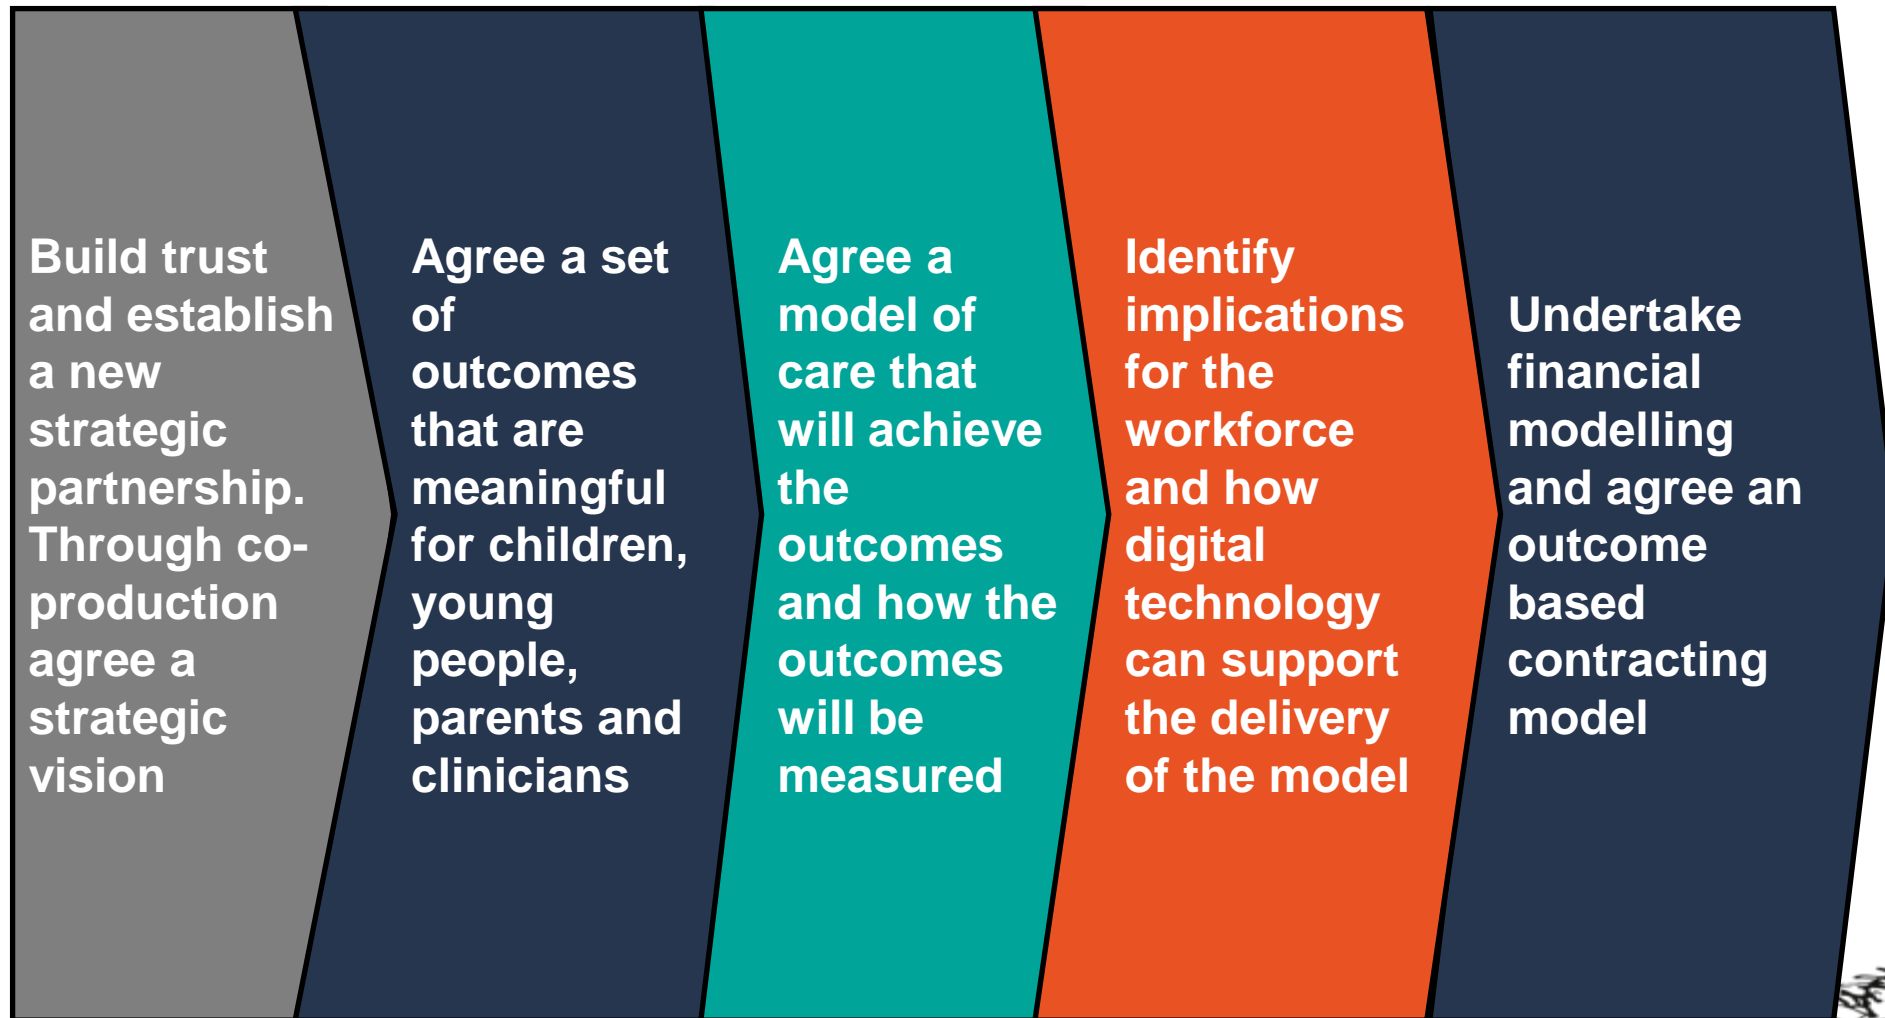 Build trust
and establish
a new
strategic
partnership.
Through co-
production
agree a
strategic
vision
Agree a set
of
outcomes
that are
meaningful
for children,
young
people,
parents and
clinicians
Agree a
model of
care that
will achieve
the
outcomes
and how the
outcomes
will be
measured
Identify
implications
for the
workforce
and how
digital
technology
can support
the delivery
of the model
Undertake
financial
modelling
and agree an
outcome
based
contracting
model